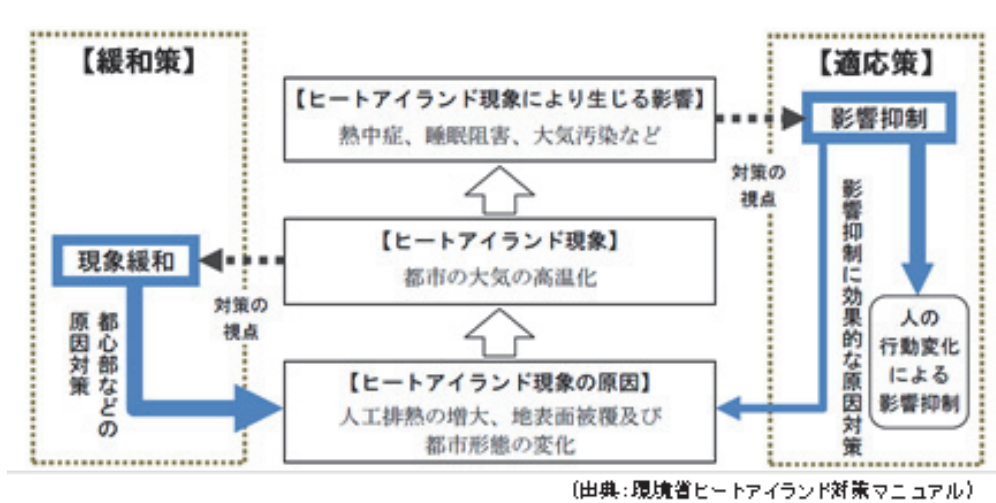 【緩和策】
現象緩和
都心部などの
原因対策
対策の
視点
【ヒートアイランド現象により生じる影響】
熱中症、睡眠阻害、大気汚染など
【ヒートアイランド現象】
都市の大気の高温化
【ヒートアイランド現象の原因】
人工排熱の増大、地表面被覆及び
都市形態の変化
対策の
視点
【適応策】
影響抑制
影響抑制に効果的な原因対策
人の
行動変化
による
影響抑制
(出典:環境省ヒートアイランド対策マニュアル)